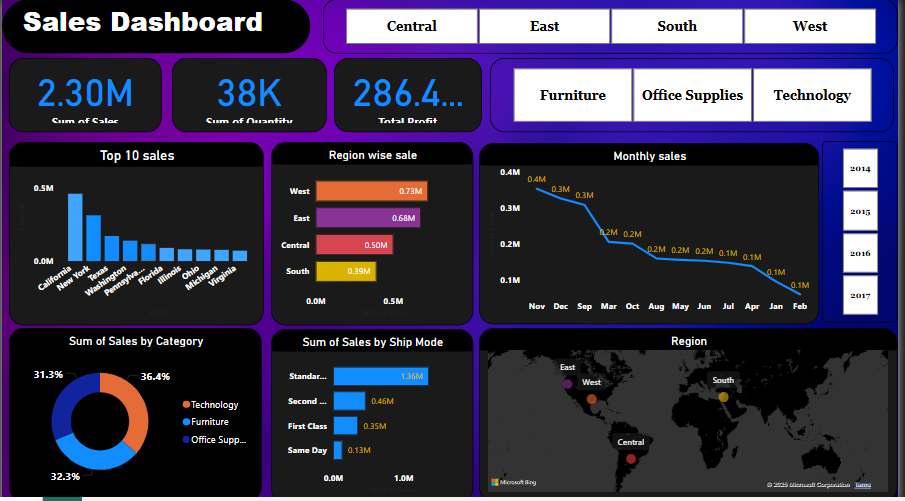 Sales Dashboard
Central
East
South
West
2.30M
Sum of Sales
38K
Sum of Quantity
286.4...
Total Profit
Furniture
Office Supplies
Technology
Top 10 sales
0.5M
0.0M
California
New York
Texas
Washington
Pennsylva...
Florida
Illinois
Ohio
Michigan
Virginia
Region wise sale
West
0.73M
East
0.68M
Central
0.50M
South
0.39M
0.0M
0.5M
Monthly sales
0.4M
0.3M
0.2M
0.1M
0.4M
0.3M
0.3M
0.2M
0.2M
0.2M
0.2M
0.2M
0.1M
0.1M
0.1M
0.1M
Nov
Dec
Sep
Mar
Oct
Aug
May
Jun
Jul
Apr
Jan
Feb
2014
2015
2016
2017
Sum of Sales by Category
31.3%
36.4%
32.3%
Technology
Furniture
Office Supp...
Sum of Sales by Ship Mode
Standar...
1.36M
Second ...
0.46M
First Class
0.35M
Same Day
0.13M
0.0M
1.0M
Region
East
West
South
Central
Microsoft Bing
© 2025 Microsoft Corporation
Terms